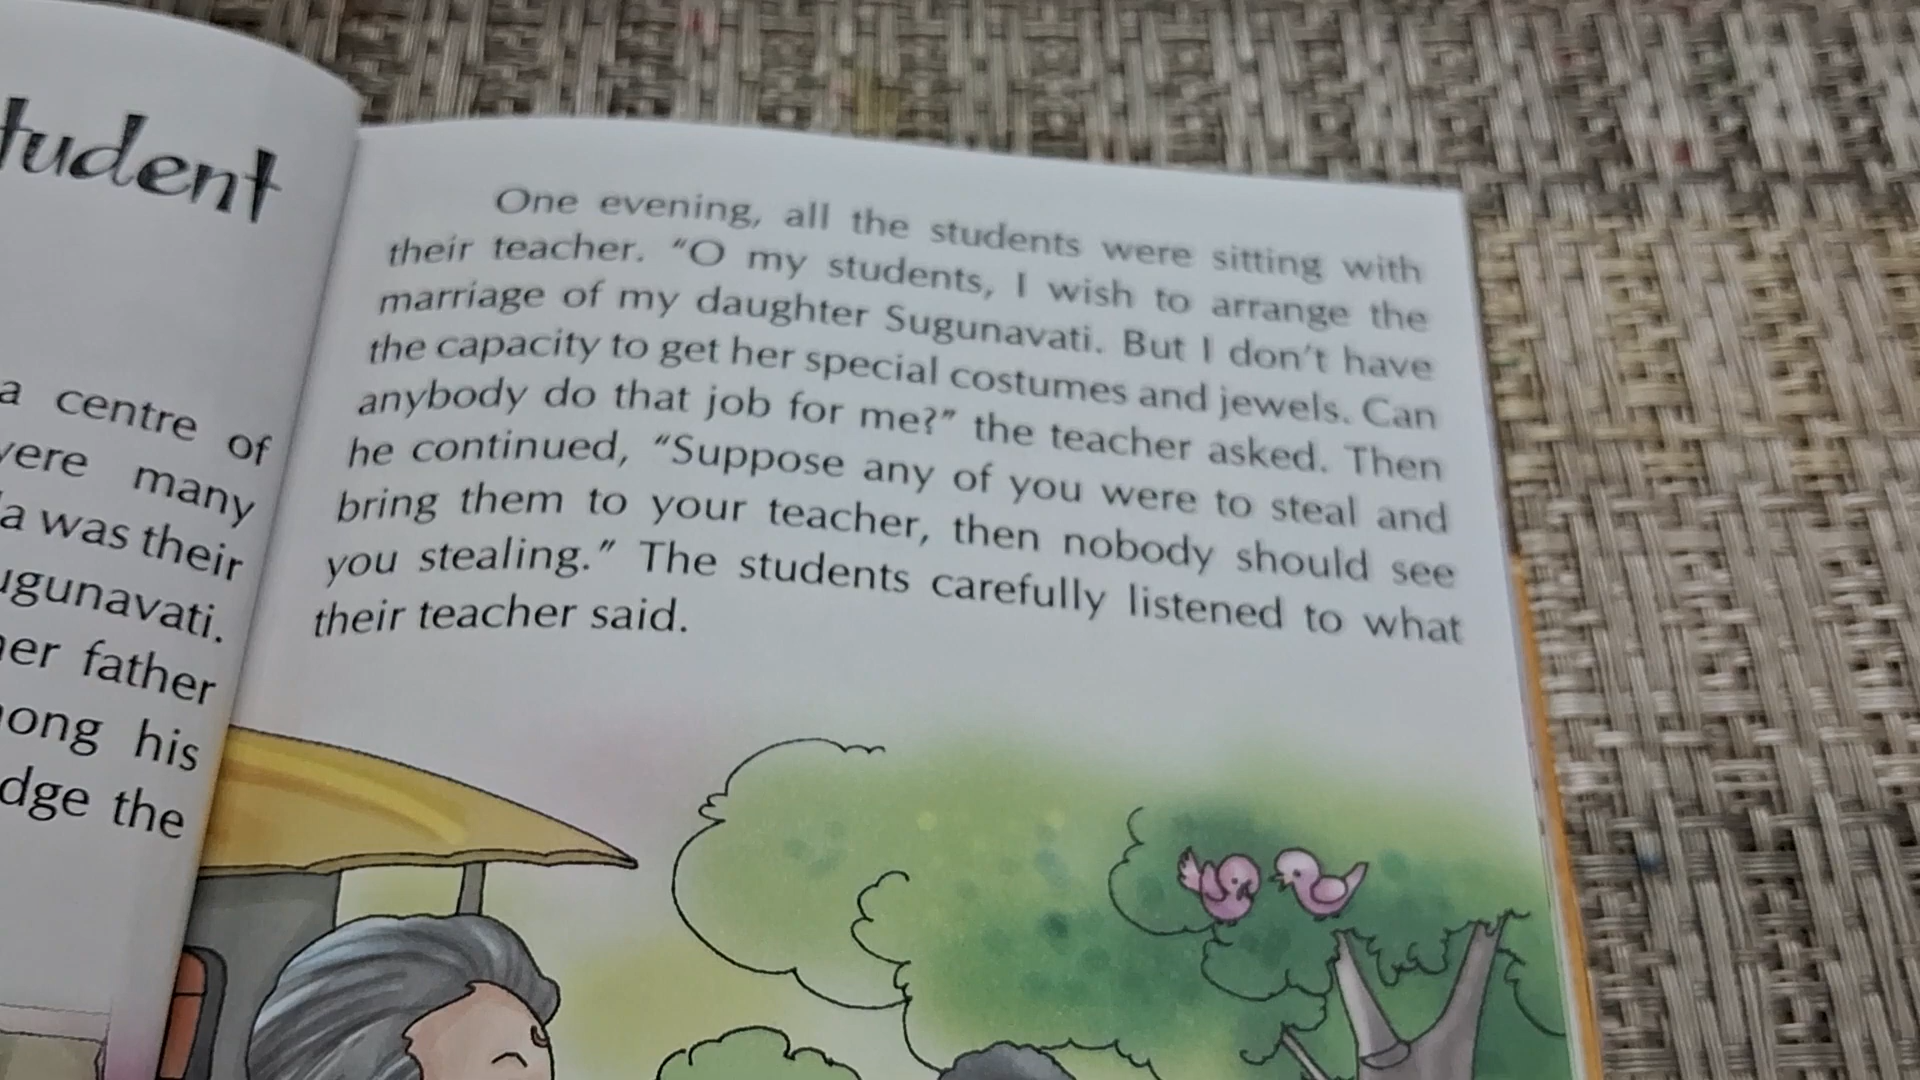 tudent
a centre of
were many
a was their
ugunavati.
her father
ong his
dge the
One evening, all the students were sitting with
their teacher. "O my students, I wish to arrange the
marriage of my daughter Sugunavati. But I don't have
the capacity to get her special costumes and jewels. Can
anybody do that job for me?" the teacher asked. Then
he continued, "Suppose any of you were to steal and
bring them to your teacher, then nobody should see
you stealing." The students carefully listened to what
their teacher said.